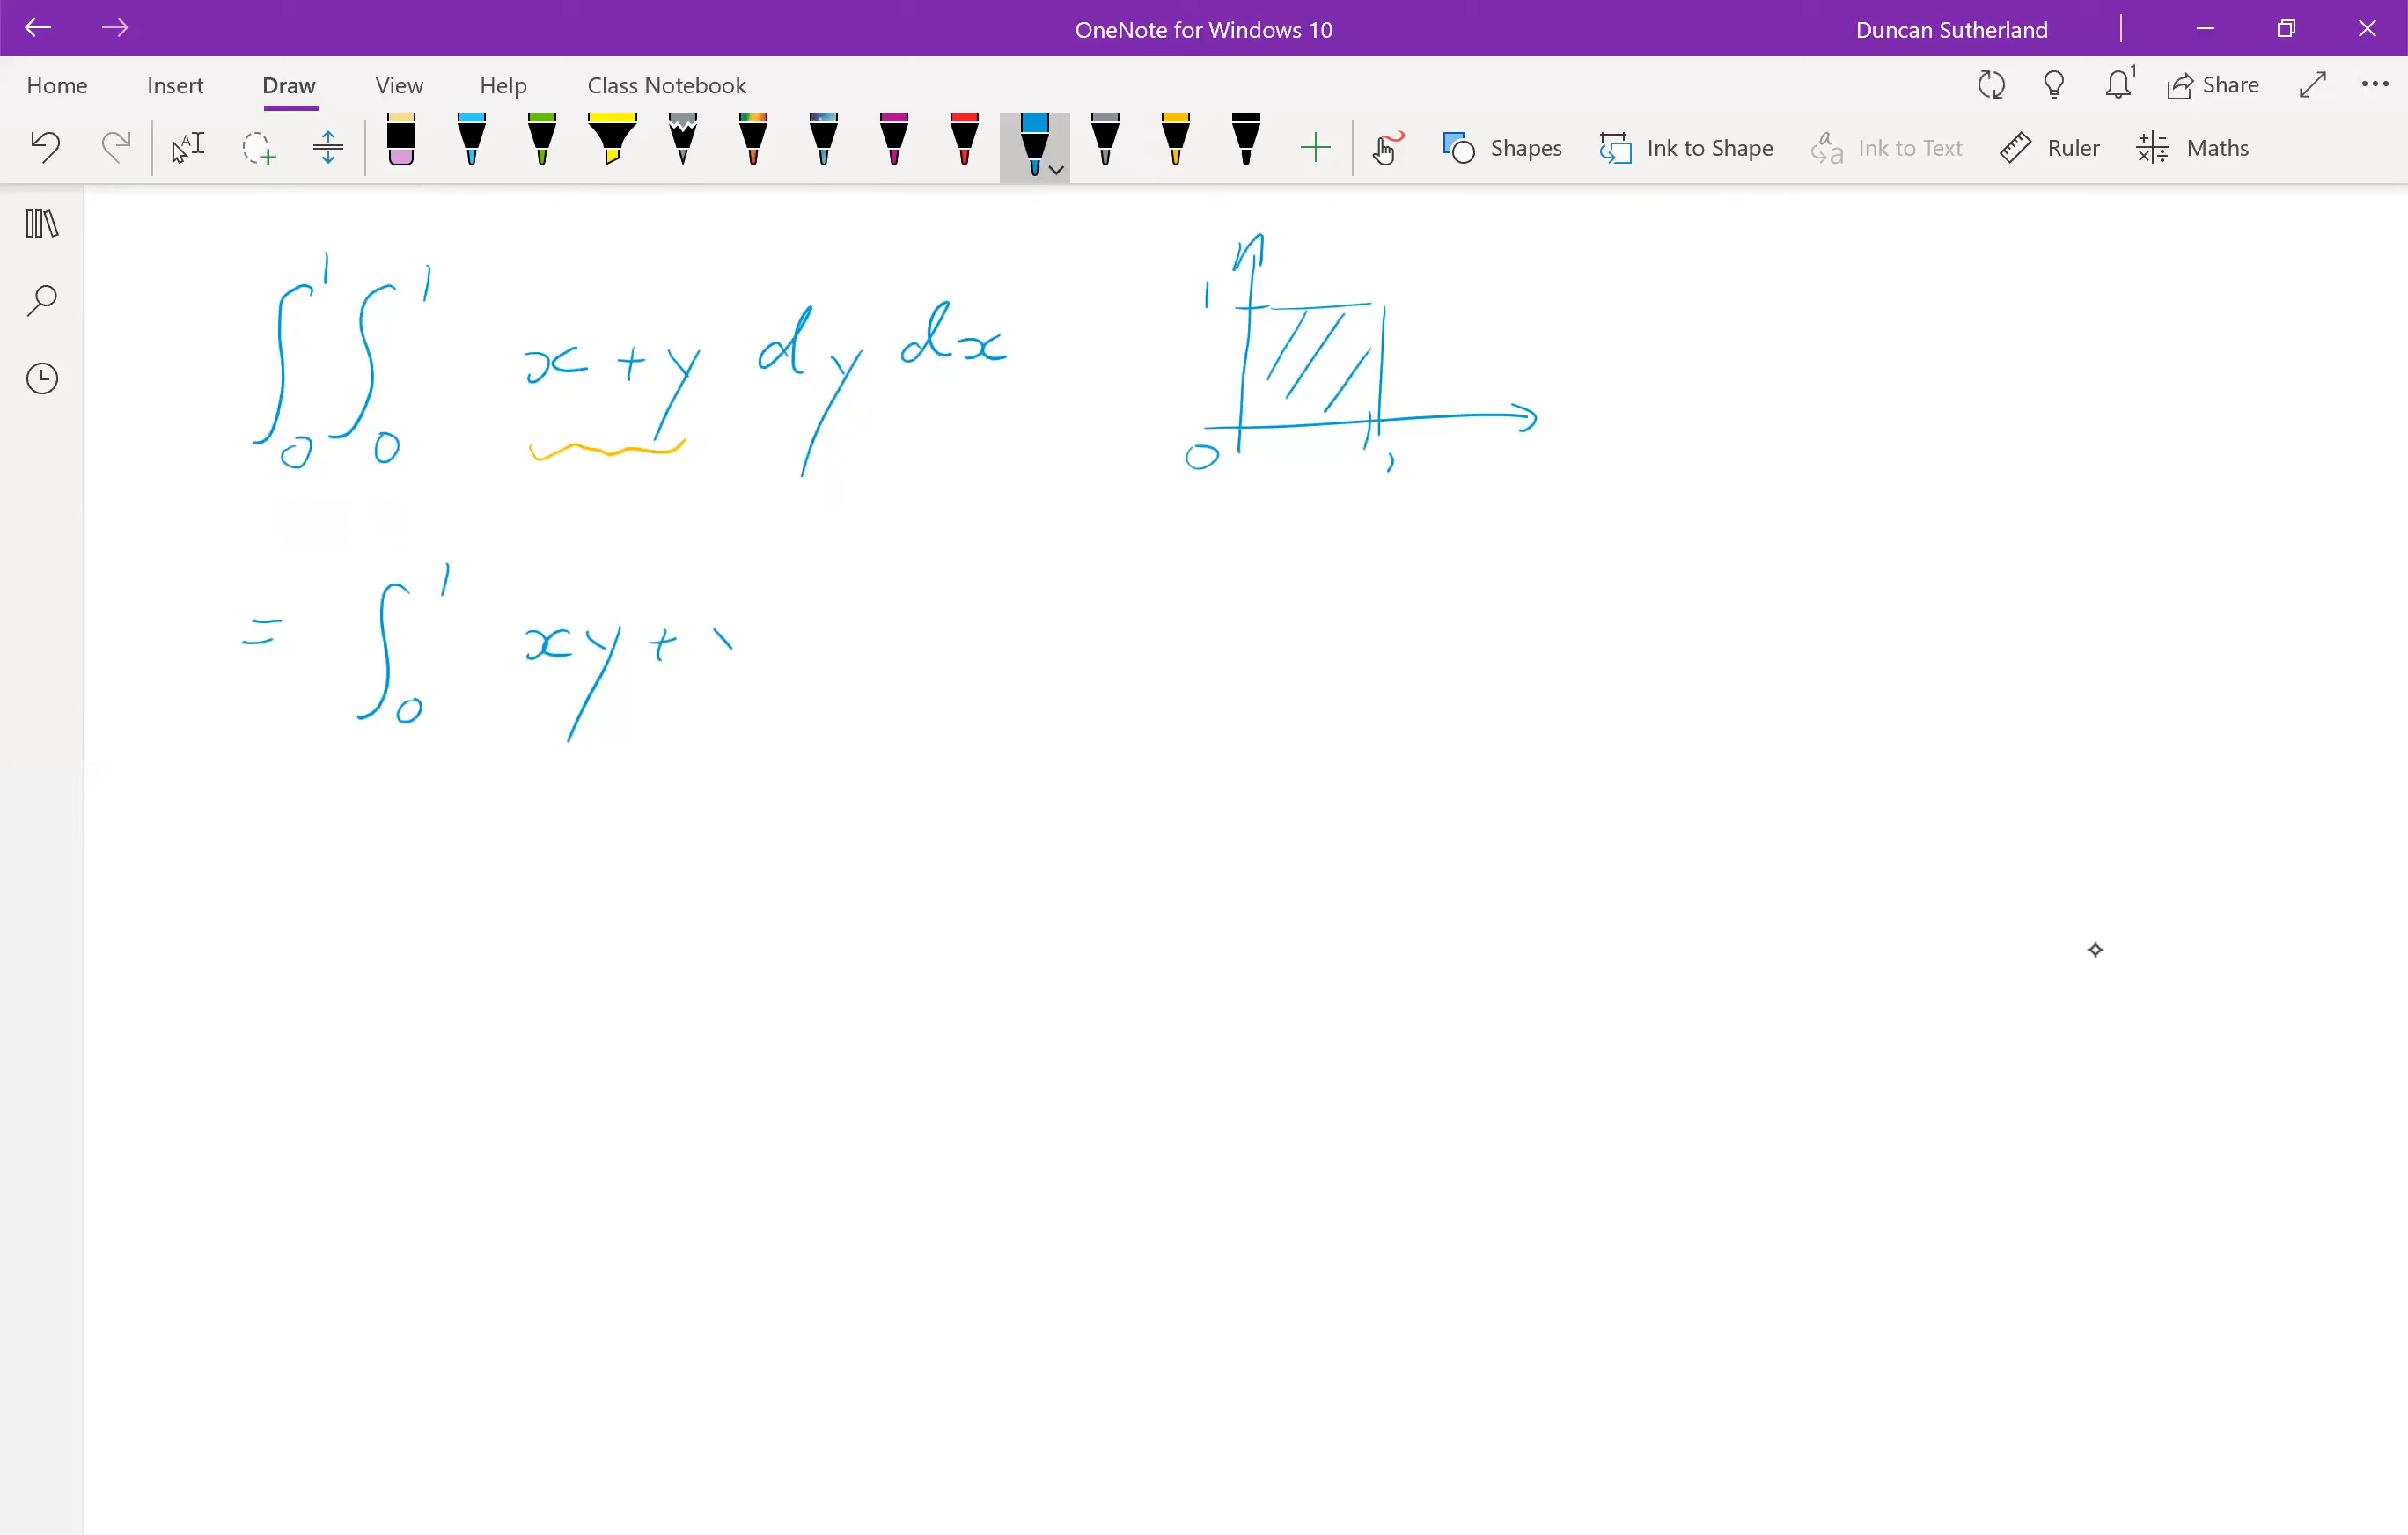 OneNote for Windows 10 Duncan Sutherland
Home Insert Draw View Help Class Notebook 1 Share
Shapes Ink to Shape Ink to Text Ruler Maths
∫₀¹ ∫₀¹ x + y dy dx
1
0 1
= ∫₀¹ xy +